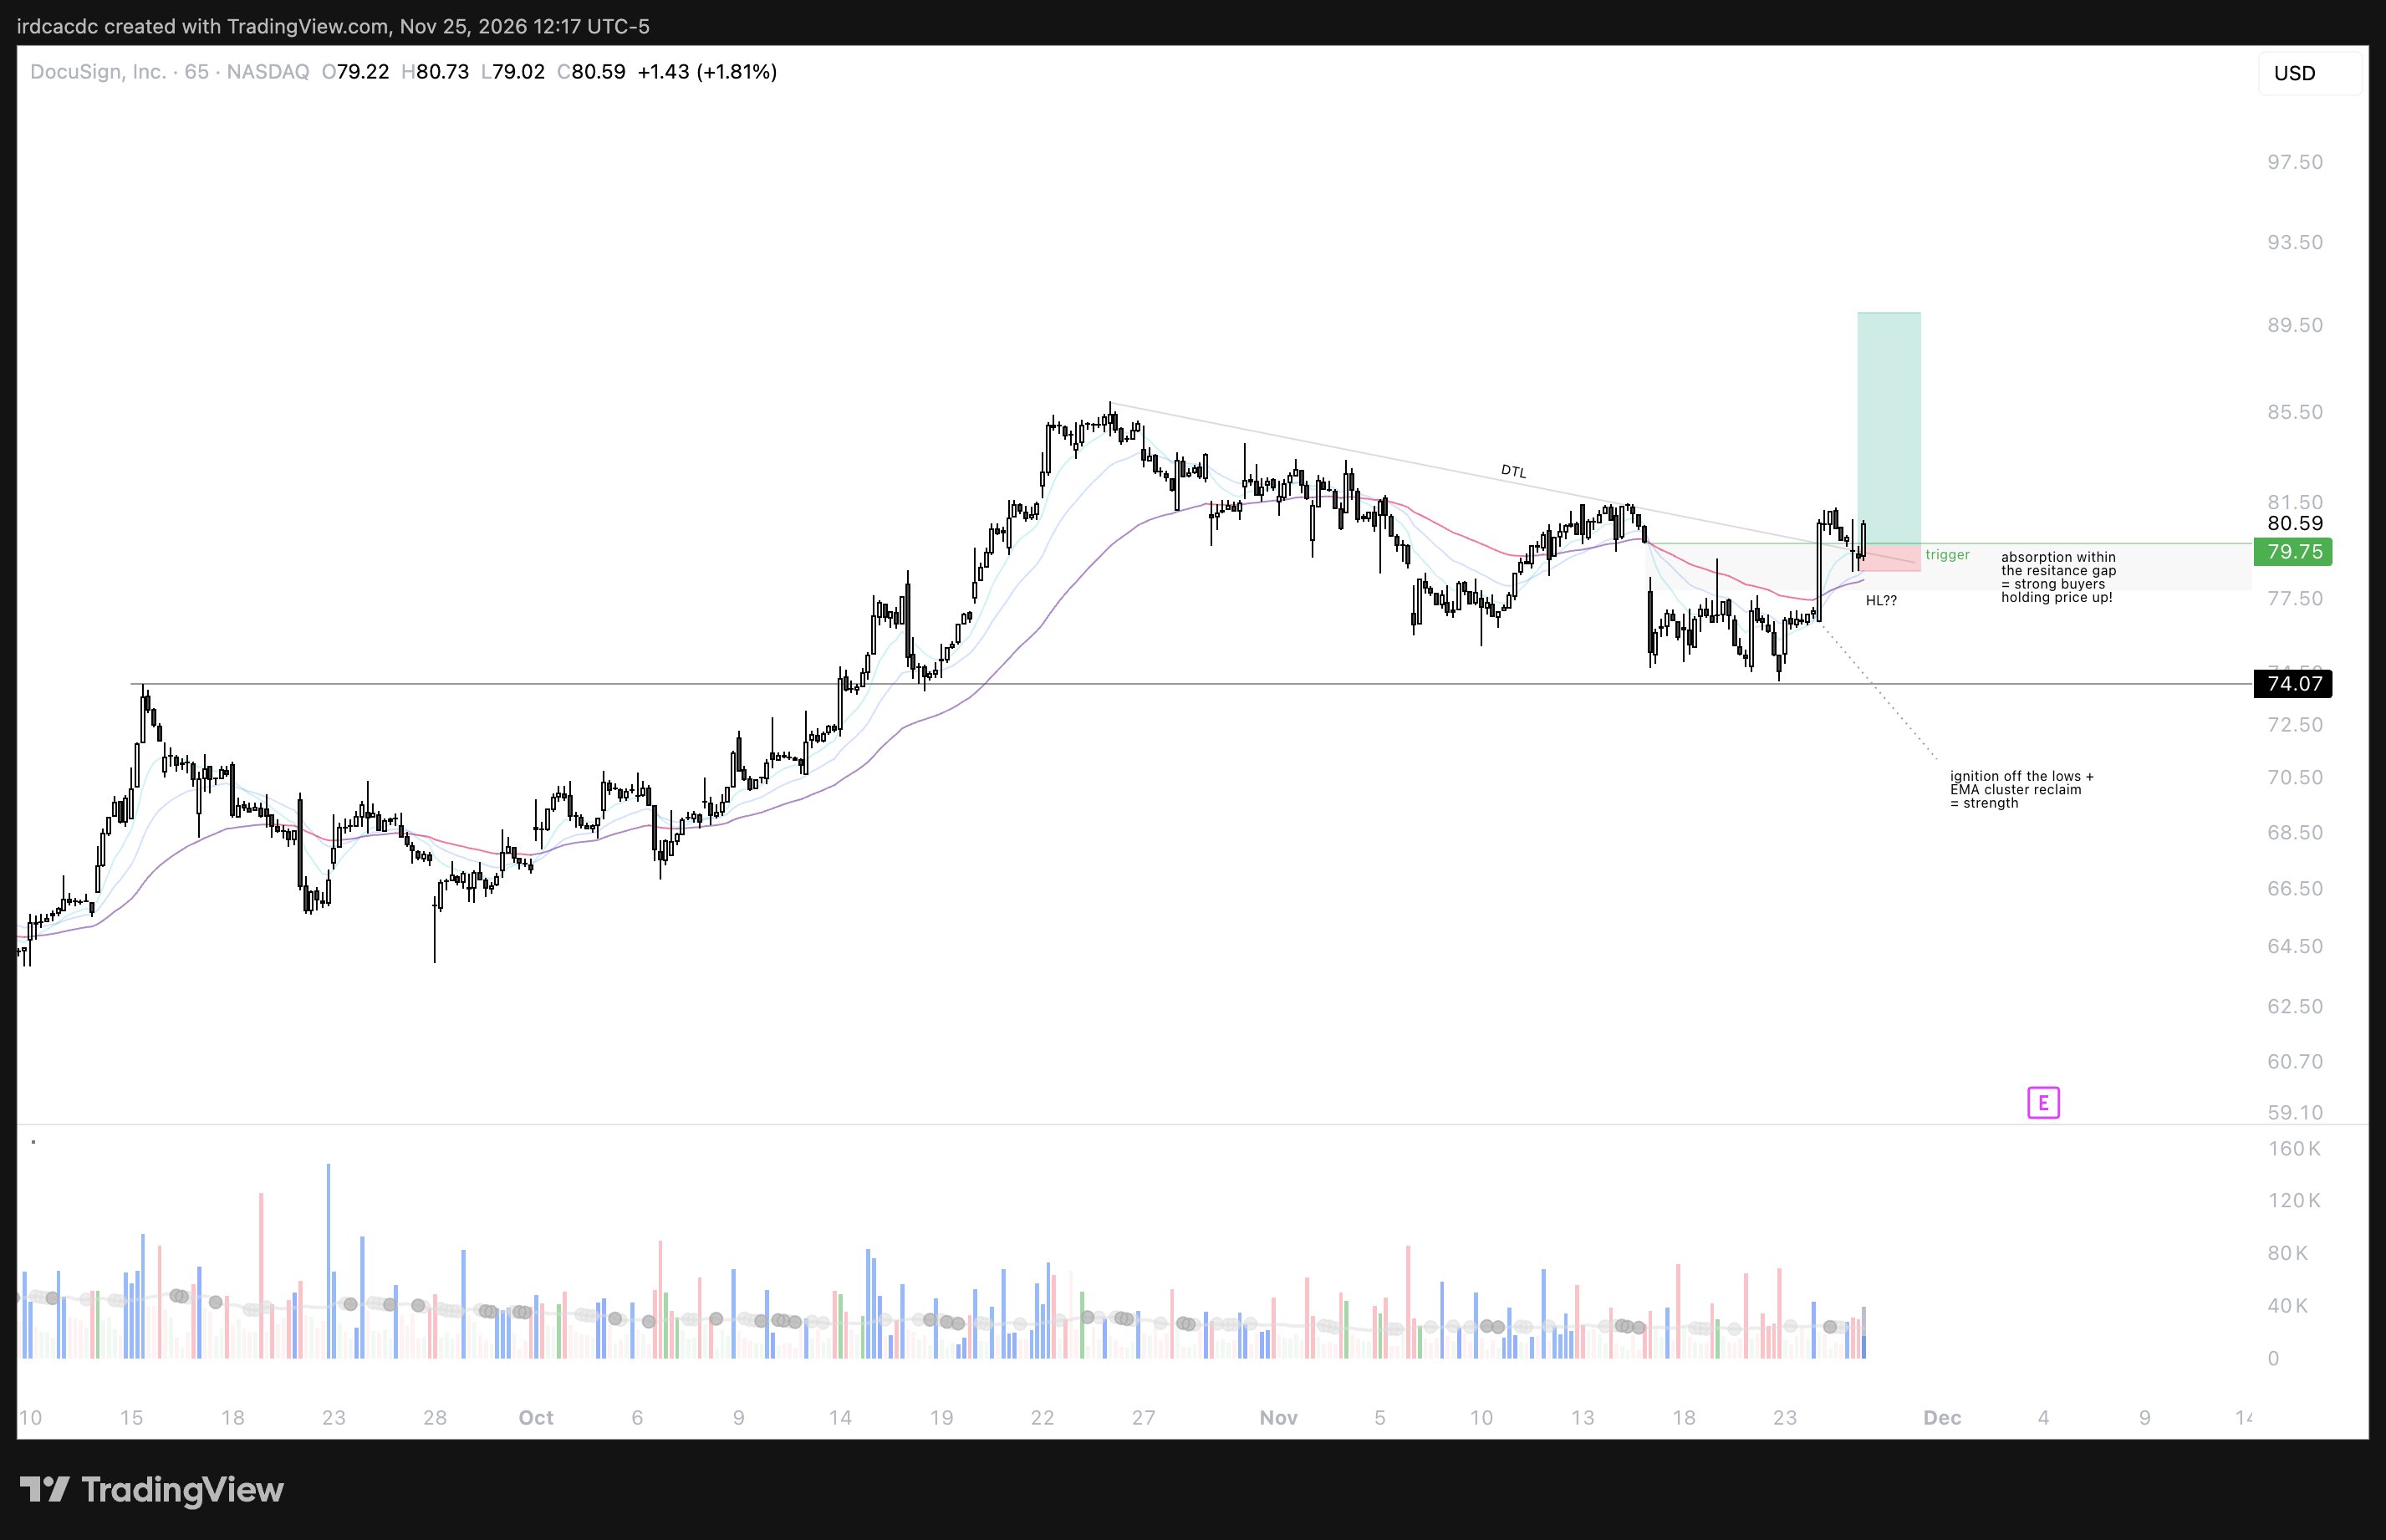 irdcacdc created with TradingView.com, Nov 25, 2026 12:17 UTC-5
DocuSign, Inc. · 65 · NASDAQ O79.22 H80.73 L79.02 C80.59 +1.43 (+1.81%)
USD
97.50
93.50
89.50
85.50
81.50
80.59
79.75
77.50
74.50
74.07
72.50
70.50
68.50
66.50
64.50
62.50
60.70
59.10
DTL
trigger
absorption within
the resitance gap
= strong buyers
holding price up!
HL??
ignition off the lows +
EMA cluster reclaim
= strength
E
160 K
120 K
80 K
40 K
0
10 15 18 23 28 Oct 6 9 14 19 22 27 Nov 5 10 13 18 23 Dec 4 9 14
TradingView